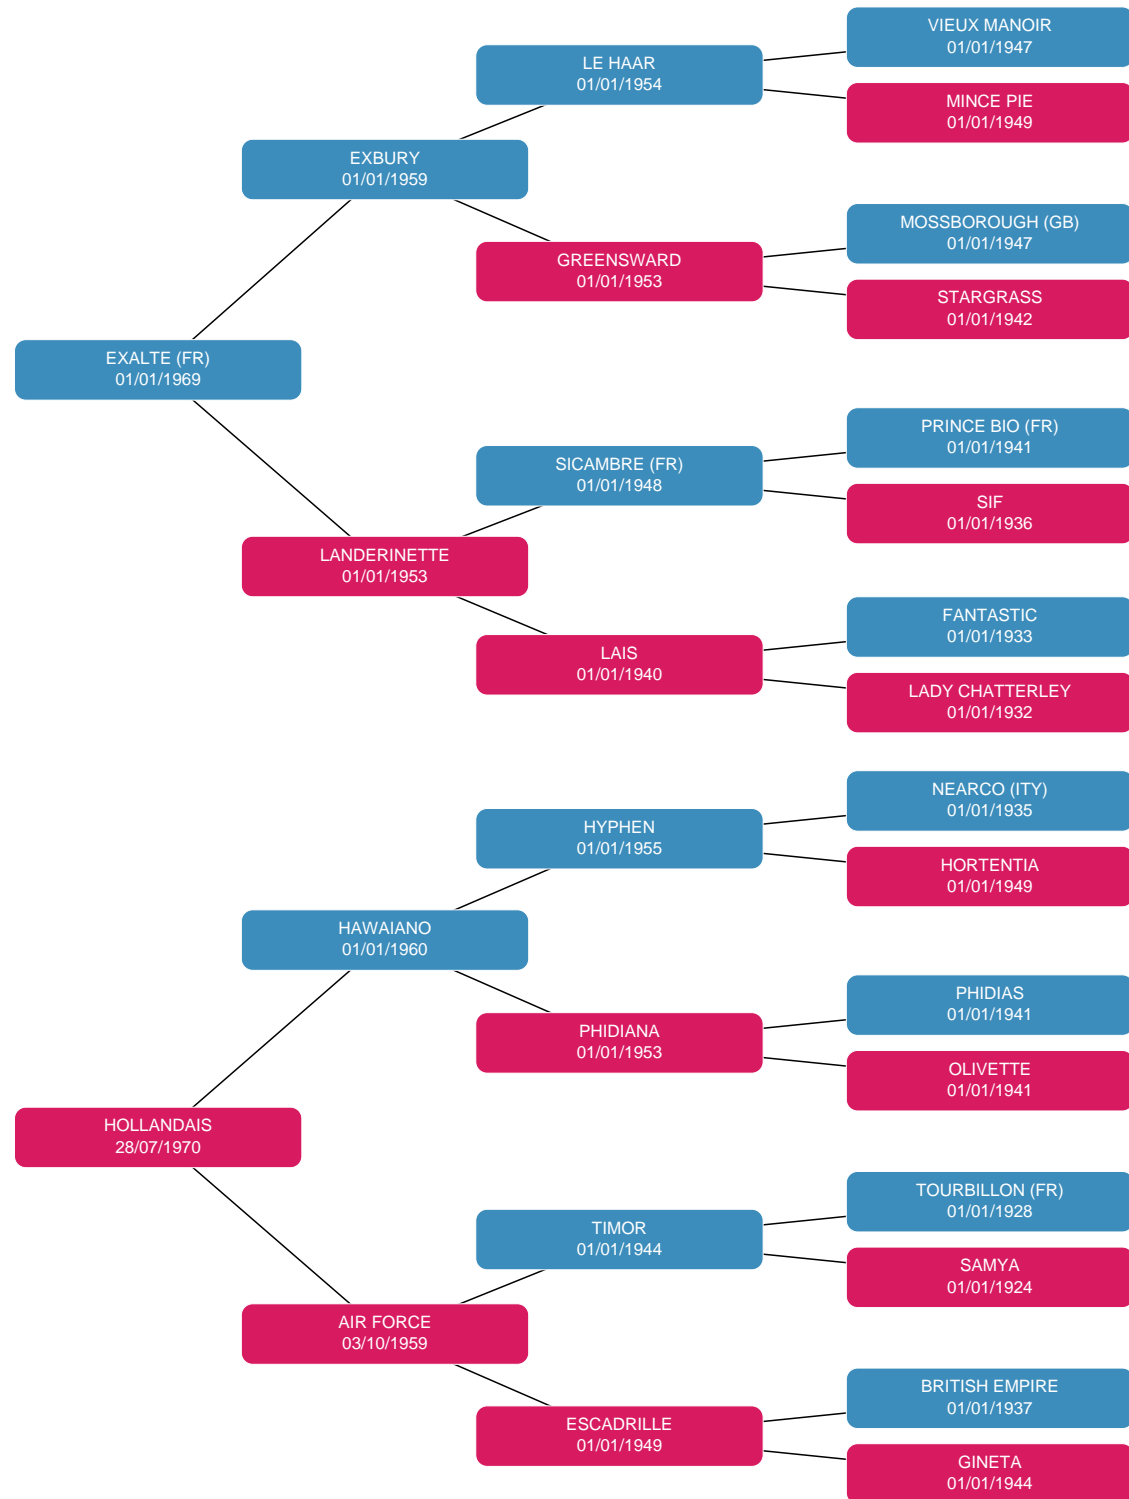 VIEUX MANOIR
01/01/1947
LE HAAR
01/01/1954
MINCE PIE
01/01/1949
EXBURY
01/01/1959
MOSSBOROUGH (GB)
01/01/1947
GREENSWARD
01/01/1953
STARGRASS
01/01/1942
EXALTE (FR)
01/01/1969
PRINCE BIO (FR)
01/01/1941
SICAMBRE (FR)
01/01/1948
SIF
01/01/1936
LANDERINETTE
01/01/1953
FANTASTIC
01/01/1933
LAIS
01/01/1940
LADY CHATTERLEY
01/01/1932
NEARCO (ITY)
01/01/1935
HYPHEN
01/01/1955
HORTENTIA
01/01/1949
HAWAIANO
01/01/1960
PHIDIAS
01/01/1941
PHIDIANA
01/01/1953
OLIVETTE
01/01/1941
HOLLANDAIS
28/07/1970
TOURBILLON (FR)
01/01/1928
TIMOR
01/01/1944
SAMYA
01/01/1924
AIR FORCE
03/10/1959
BRITISH EMPIRE
01/01/1937
ESCADRILLE
01/01/1949
GINETA
01/01/1944